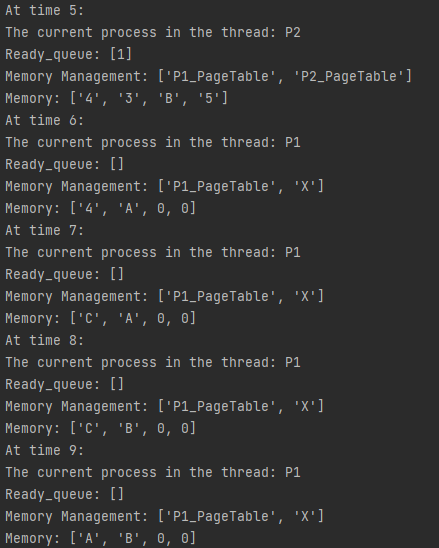 At time 5:
The current process in the thread: P2
Ready_queue: [1]
Memory Management: ['P1_PageTable', 'P2_PageTable']
Memory: ['4', '3', 'B', '5']
At time 6:
The current process in the thread: P1
Ready_queue: []
Memory Management: ['P1_PageTable', 'X']
Memory: ['4', 'A', 0, 0]
At time 7:
The current process in the thread: P1
Ready_queue: []
Memory Management: ['P1_PageTable', 'X']
Memory: ['C', 'A', 0, 0]
At time 8:
The current process in the thread: P1
Ready_queue: []
Memory Management: ['P1_PageTable', 'X']
Memory: ['C', 'B', 0, 0]
At time 9:
The current process in the thread: P1
Ready_queue: []
Memory Management: ['P1_PageTable', 'X']
Memory: ['A', 'B', 0, 0]